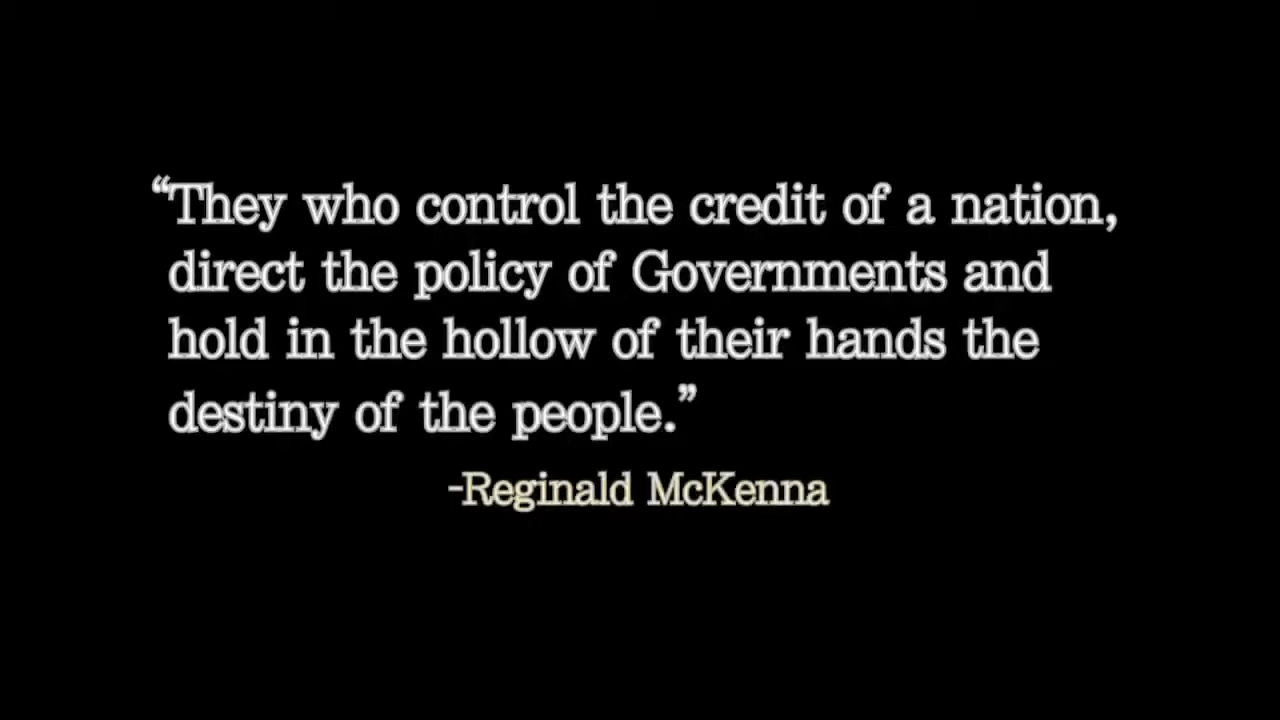 “They who control the credit of a nation,
direct the policy of Governments and
hold in the hollow of their hands the
destiny of the people.”
-Reginald McKenna